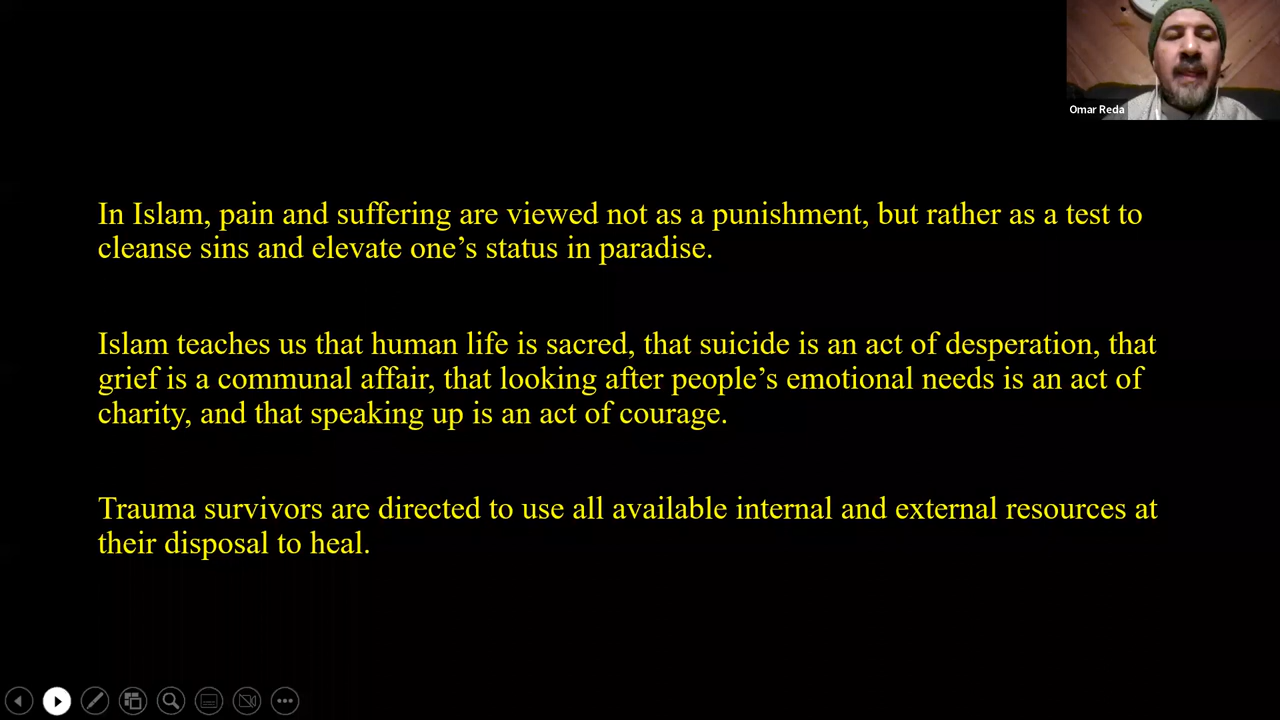 Omar Reda
In Islam, pain and suffering are viewed not as a punishment, but rather as a test to
cleanse sins and elevate one’s status in paradise.
Islam teaches us that human life is sacred, that suicide is an act of desperation, that
grief is a communal affair, that looking after people’s emotional needs is an act of
charity, and that speaking up is an act of courage.
Trauma survivors are directed to use all available internal and external resources at
their disposal to heal.